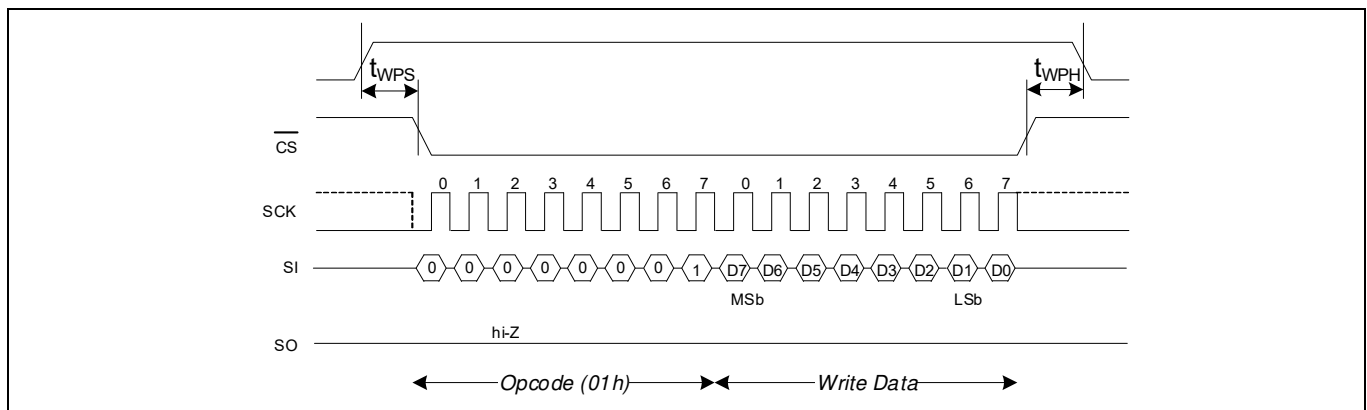 tWPS
tWPH
CS
0 1 2 3 4 5 6 7 0 1 2 3 4 5 6 7
SCK
SI 0 0 0 0 0 0 0 1 D7 D6 D5 D4 D3 D2 D1 D0
MSb LSb
hi-Z
SO
Opcode (01h) Write Data